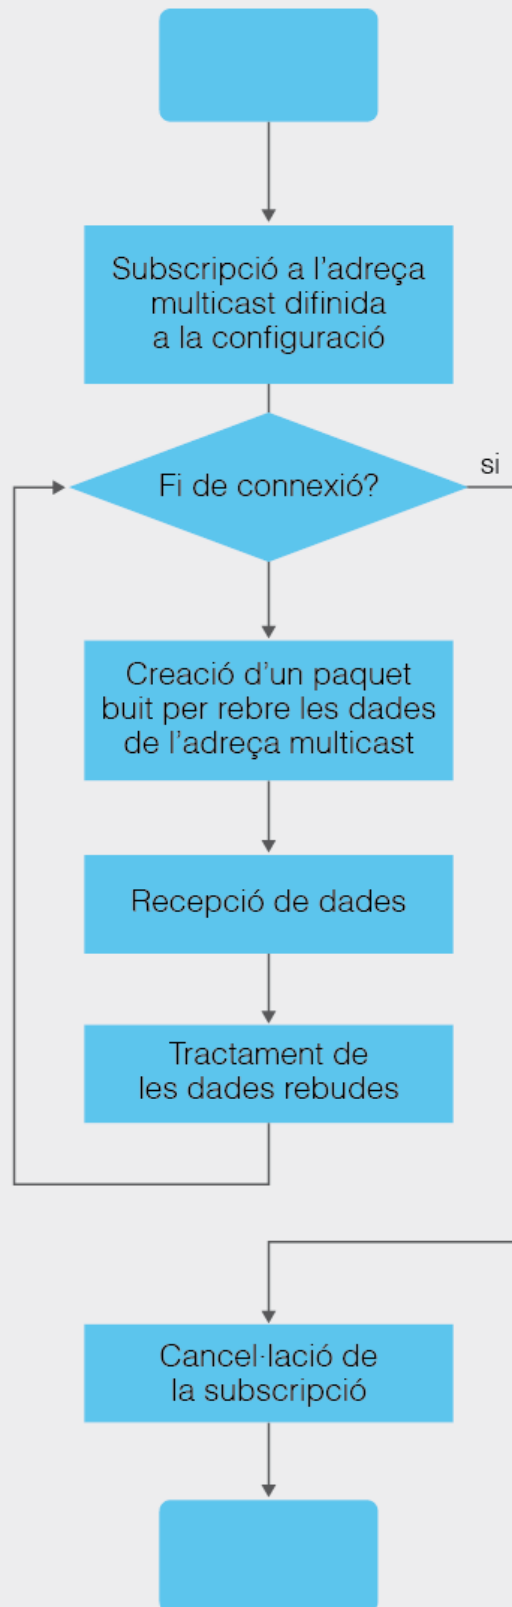 Subscripció a l'adreça
multicast difinida
a la configuració
Fi de connexió?
si
Creació d'un paquet
buit per rebre les dades
de l'adreça multicast
Recepció de dades
Tractament de
les dades rebudes
Cancel·lació de
la subscripció